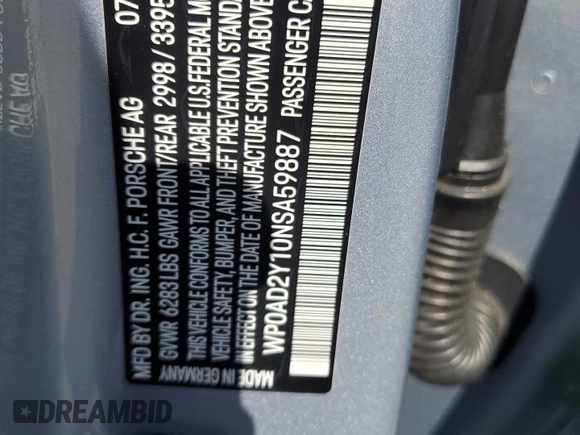 MFD BY DR. ING. H.C. F. PORSCHE AG 07
GVWR 6283 LBS GAWR FRONT/REAR 2998 / 3395
THIS VEHICLE CONFORMS TO ALL APPLICABLE U.S. FEDERAL M
VEHICLE SAFETY, BUMPER, AND THEFT PREVENTION STANDA
IN EFFECT ON THE DATE OF MANUFACTURE SHOWN ABOVE
WP0AD2Y10NSA59887 PASSENGER CA
MADE IN GERMANY
DREAMBID